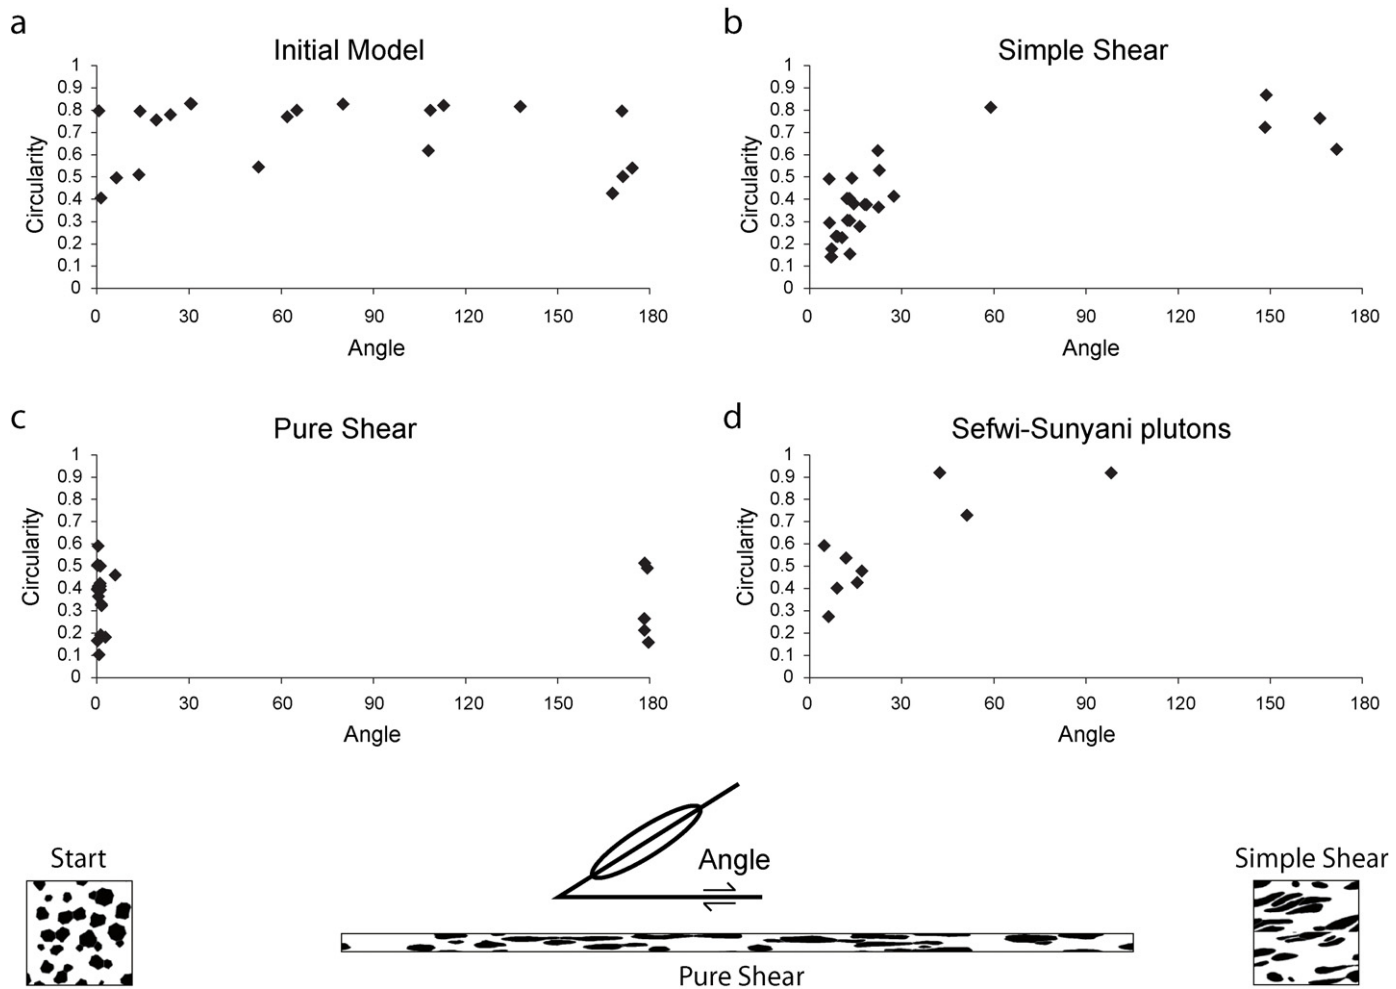 a
Initial Model
1
0.9
0.8
0.7
0.6
0.5
0.4
0.3
0.2
0.1
0
Circularity
0 30 60 90 120 150 180
Angle
b
Simple Shear
1
0.9
0.8
0.7
0.6
0.5
0.4
0.3
0.2
0.1
0
Circularity
0 30 60 90 120 150 180
Angle
c
Pure Shear
1
0.9
0.8
0.7
0.6
0.5
0.4
0.3
0.2
0.1
0
Circularity
0 30 60 90 120 150 180
Angle
d
Sefwi-Sunyani plutons
1
0.9
0.8
0.7
0.6
0.5
0.4
0.3
0.2
0.1
0
Circularity
0 30 60 90 120 150 180
Angle
Start
Angle
Pure Shear
Simple Shear